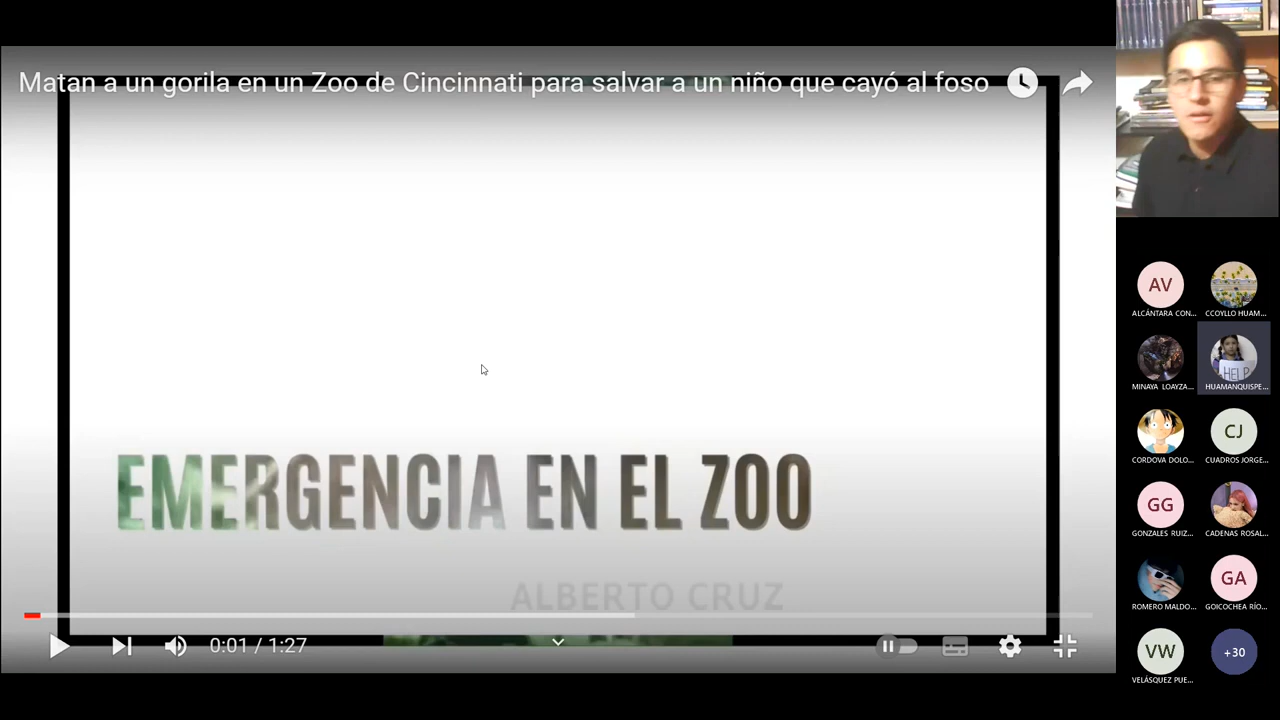 Matan a un gorila en un Zoo de Cincinnati para salvar a un niño que cayó al foso
EMERGENCIA EN EL ZOO
ALBERTO CRUZ
0:01 / 1:27
AV
ALCÁNTARA CON...
CCOYLLO HUAM...
MINAYA LOAYZA...
HELP
HUAMANQUISPE...
CORDOVA DOLO...
CJ
CUADROS JORGE...
GG
GONZALES RUIZ...
CADENAS ROSAL...
ROMERO MALDO...
GA
GOICOCHEA RÍO...
VW
VELÁSQUEZ PUE...
+30